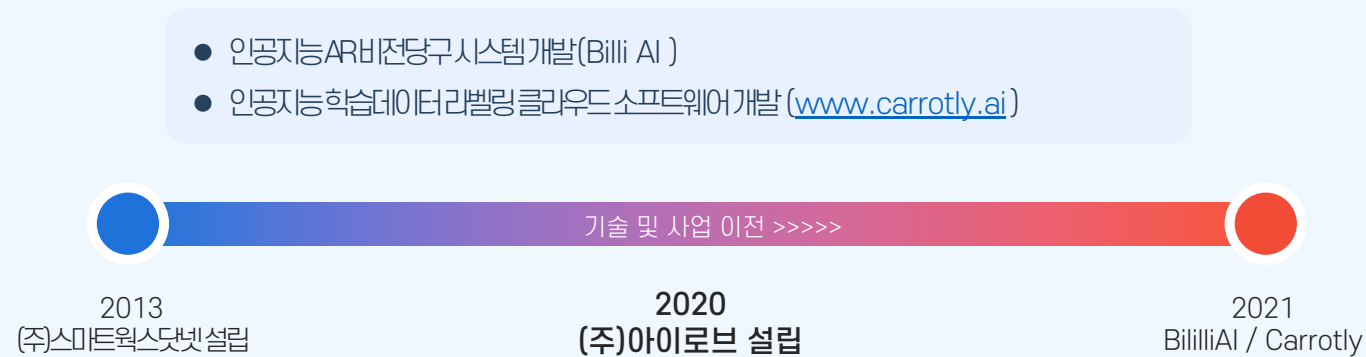 인공지능 AR 비전당구 시스템 개발 (Billi AI )
인공지능 학습데이터 라벨링 클라우드 소프트웨어 개발 (www.carrotly.ai )
기술 및 사업 이전 >>>>>
2013
(주)스마트웍스닷넷 설립
2020
(주)아이로브 설립
2021
BililliAI / Carrotly